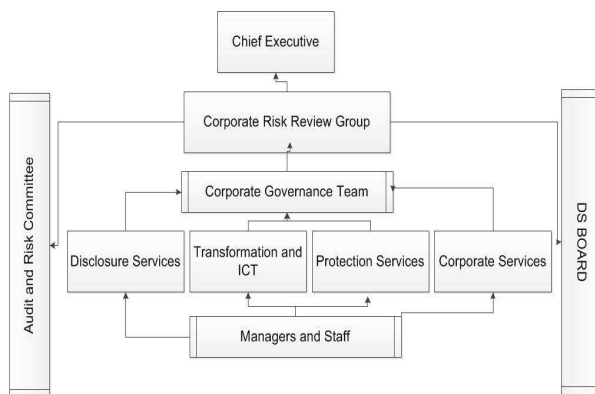 Chief Executive
Corporate Risk Review Group
Corporate Governance Team
Audit and Risk Committee
DS BOARD
Disclosure Services
Transformation and
ICT
Protection Services
Corporate Services
Managers and Staff